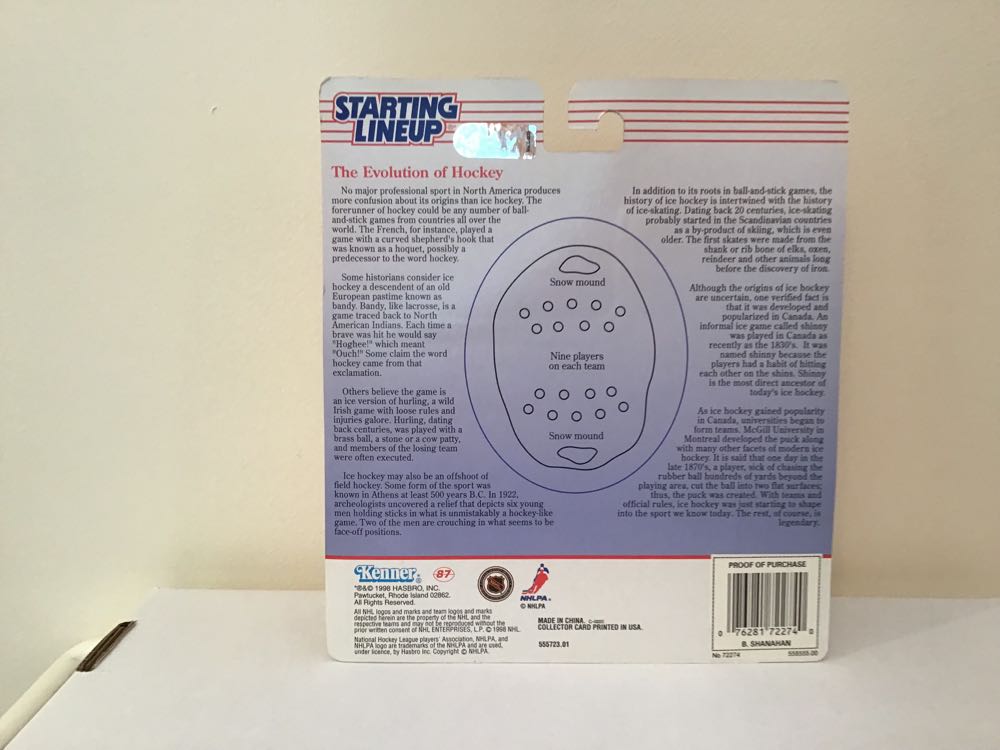 STARTING
LINEUP
The Evolution of Hockey
No major professional sport in North America produces
more confusion about its origins than ice hockey. The
forerunner of hockey could be any number of ball-
and-stick games from countries all over the
world. The French, for instance, played a
game with a curved shepherd's hook that
was known as a hoquet, possibly a
predecessor to the word hockey.
Some historians consider ice
hockey a descendent of an old
European pastime known as
bandy. Bandy, like lacrosse, is a
game traced back to North
American Indians. Each time a
brave was hit he would say
"Hoghee!" which meant
"Ouch!" Some claim the word
hockey came from that
exclamation.
Others believe the game is
an ice version of hurling, a wild
Irish game with loose rules and
injuries galore. Hurling, dating
back centuries, was played with a
brass ball, a stone or a cow patty,
and members of the losing team
were often executed.
Ice hockey may also be an offshoot of
field hockey. Some form of the sport was
known in Athens at least 500 years B.C. In 1922,
archeologists uncovered a relief that depicts six young
men holding sticks in what is unmistakably a hockey-like
game. Two of the men are crouching in what seems to be
face-off positions.
Snow mound
Nine players
on each team
Snow mound
In addition to its roots in ball-and-stick games, the
history of ice hockey is intertwined with the history
of ice-skating. Dating back 20 centuries, ice-skating
probably started in the Scandinavian countries
as a by-product of skiing, which is even
older. The first skates were made from the
shank or rib bone of elks, oxen,
reindeer and other animals long
before the discovery of iron.
Although the origins of ice hockey
are uncertain, one verified fact is
that it was developed and
popularized in Canada. An
informal ice game called shinny
was played in Canada as
recently as the 1830's. It was
named shinny because the
players had a habit of hitting
each other on the shins. Shinny
is the most direct ancestor of
today's ice hockey.
As ice hockey gained popularity
in Canada, universities began to
form teams. McGill University in
Montreal developed the puck along
with many other facets of modern ice
hockey. It is said that one day in the
late 1870's, a player, sick of chasing the
rubber ball hundreds of yards beyond the
playing area, cut the ball into two flat surfaces;
thus, the puck was created. With teams and
official rules, ice hockey was just starting to shape
into the sport we know today. The rest, of course, is
legendary.
Kenner®
87
*®&© 1998 HASBRO, INC.
Pawtucket, Rhode Island 02862.
All Rights Reserved.
All NHL logos and marks and team logos and marks
depicted herein are the property of the NHL and the
respective teams and may not be reproduced without the
prior written consent of NHL ENTERPRISES, L.P. © 1998 NHL.
National Hockey League players' Association, NHLPA, and
NHLPA logo are trademarks of the NHLPA and are used,
under licence, by Hasbro Inc. Copyright © NHLPA.
NHLPA.
© NHLPA
MADE IN CHINA.
COLLECTOR CARD PRINTED IN USA.
555723.01
PROOF OF PURCHASE
0 76281 72274 0
B. SHANAHAN
No 72274